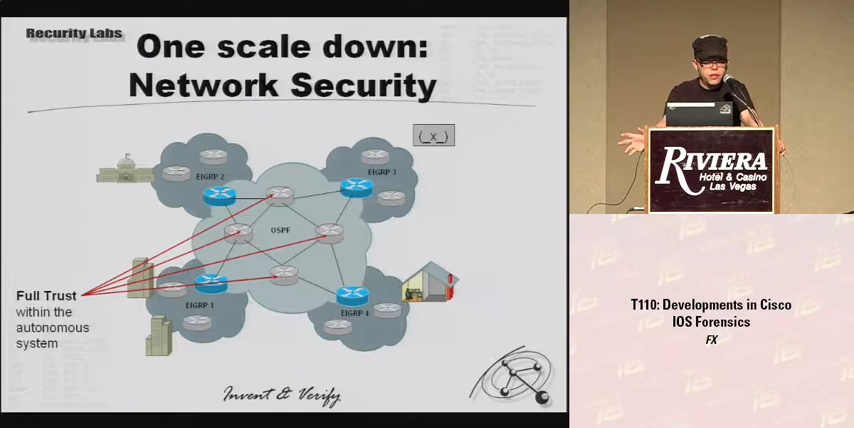 Recurity Labs
One scale down:
Network Security
(_x_)
EIGRP 2
EIGRP 3
OSPF
Full Trust
within the
autonomous
system
EIGRP 1
EIGRP 4
Invent & Verify
RIVIERA
Hotel & Casino
Las Vegas
T110: Developments in Cisco
IOS Forensics
FX